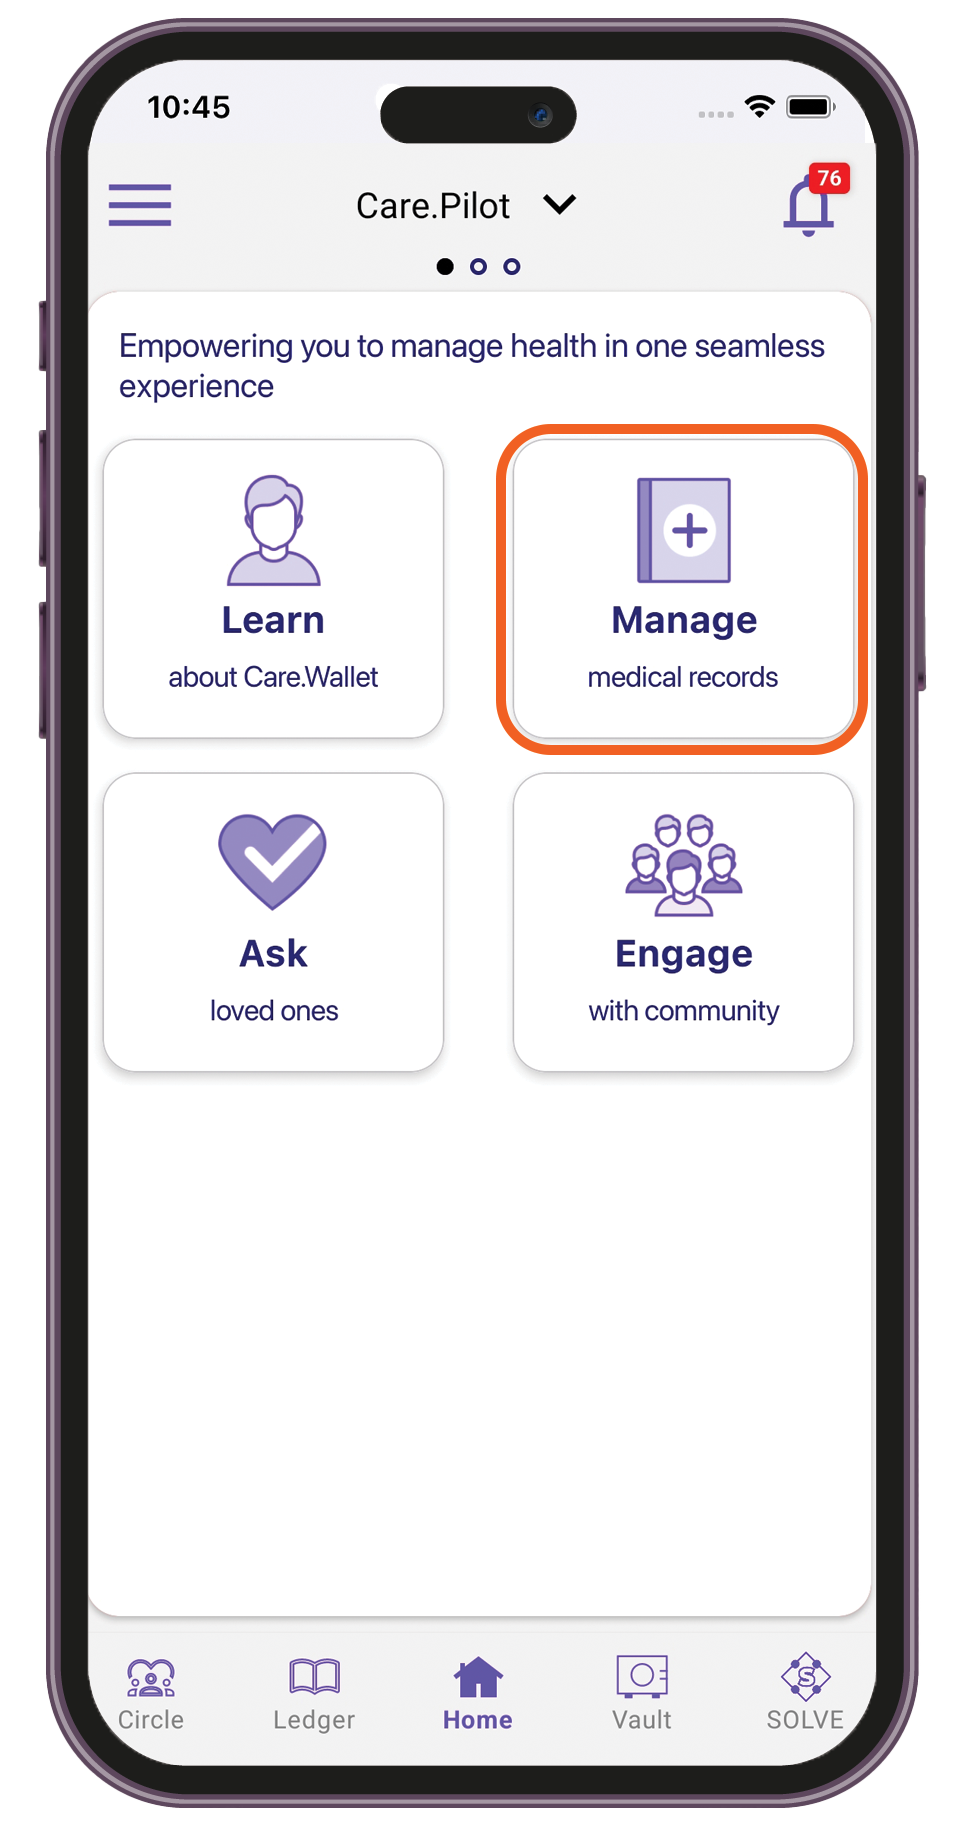 10:45
Care.Pilot
76
Empowering you to manage health in one seamless
experience
Learn
about Care.Wallet
Manage
medical records
Ask
loved ones
Engage
with community
Circle
Ledger
Home
Vault
S
SOLVE